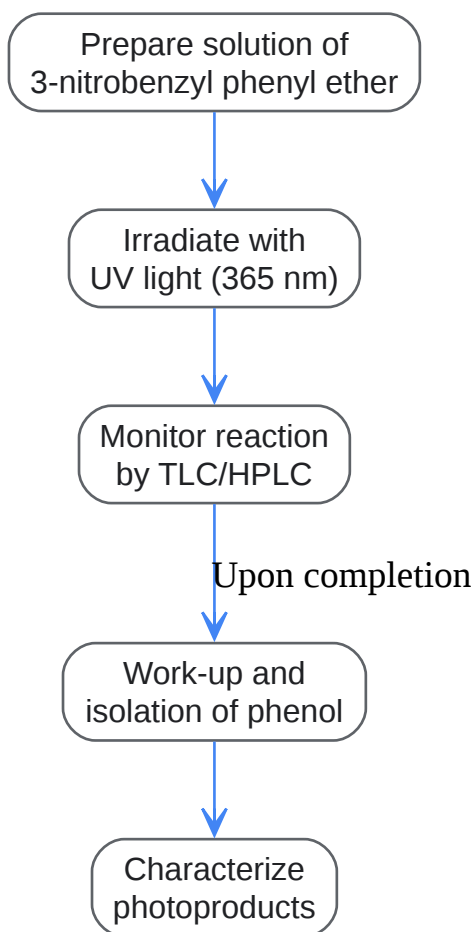 Prepare solution of
3-nitrobenzyl phenyl ether
Irradiate with
UV light (365 nm)
Monitor reaction
by TLC/HPLC
Upon completion
Work-up and
isolation of phenol
Characterize
photoproducts